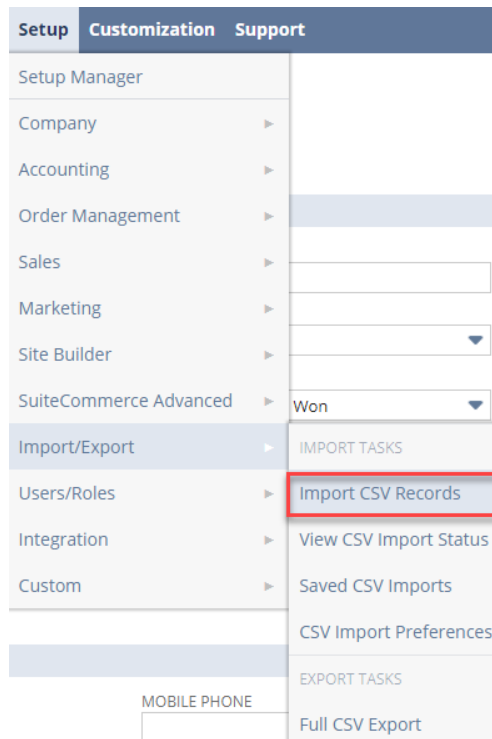 Setup Customization Support
Setup Manager
Company
Accounting
Order Management
Sales
Marketing
Site Builder
SuiteCommerce Advanced
Won
Import/Export
IMPORT TASKS
Users/Roles
Import CSV Records
Integration
View CSV Import Status
Custom
Saved CSV Imports
CSV Import Preferences
EXPORT TASKS
MOBILE PHONE
Full CSV Export